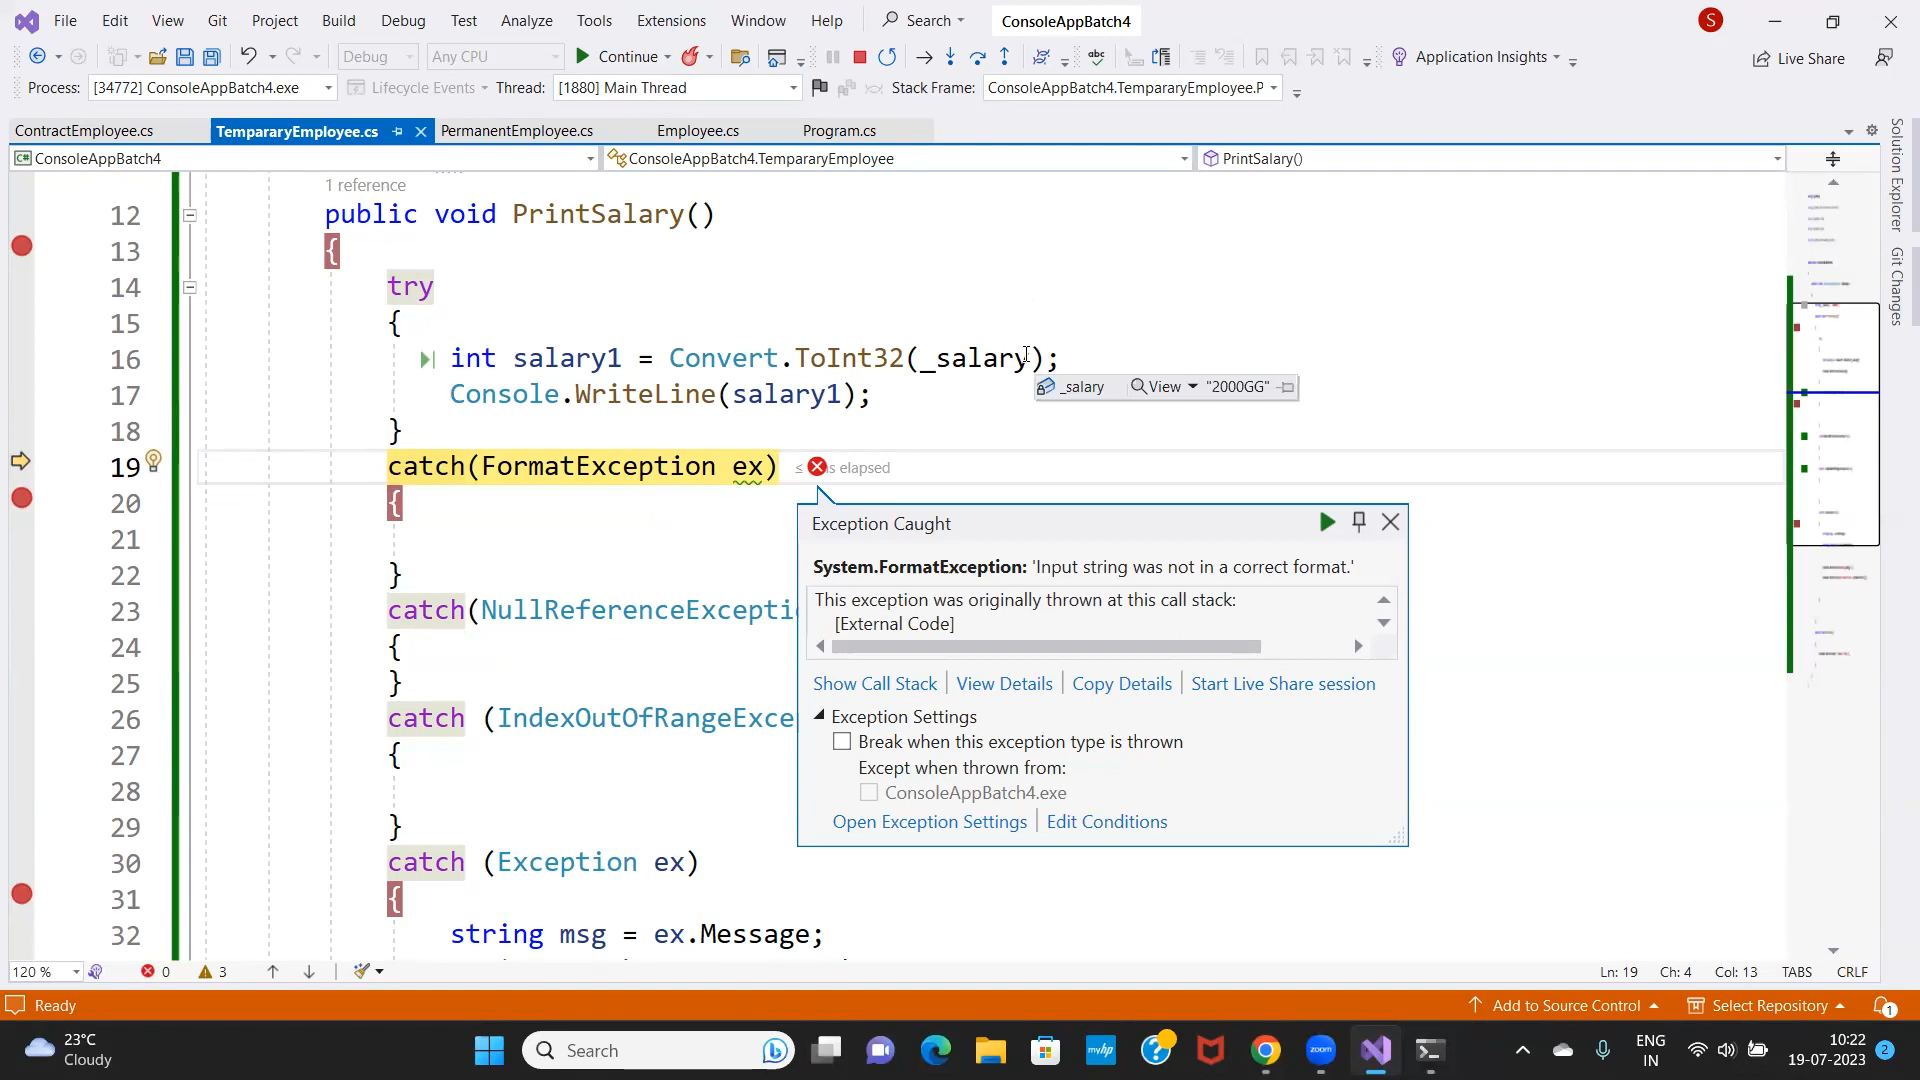 File Edit View Git Project Build Debug Test Analyze Tools Extensions Window Help Search ConsoleAppBatch4 S
Debug Any CPU Continue abc Application Insights Live Share
Process: [34772] ConsoleAppBatch4.exe Lifecycle Events Thread: [1880] Main Thread Stack Frame: ConsoleAppBatch4.TempararyEmployee.P
ContractEmployee.cs TempararyEmployee.cs PermanentEmployee.cs Employee.cs Program.cs
C# ConsoleAppBatch4 ConsoleAppBatch4.TempararyEmployee PrintSalary()
1 reference
12 public void PrintSalary()
13 {
14 try
15 {
16 int salary1 = Convert.ToInt32(_salary);
17 Console.WriteLine(salary1);
_salary View "2000GG"
18 }
19 catch(FormatException ex) ≤ s elapsed
20 {
21
22 }
23 catch(NullReferenceExcepti
24 {
25 }
26 catch (IndexOutOfRangeExce
27 {
28
29 }
30 catch (Exception ex)
31 {
32 string msg = ex.Message;
Exception Caught
System.FormatException: 'Input string was not in a correct format.'
This exception was originally thrown at this call stack:
[External Code]
Show Call Stack View Details Copy Details Start Live Share session
Exception Settings
Break when this exception type is thrown
Except when thrown from:
ConsoleAppBatch4.exe
Open Exception Settings Edit Conditions
Solution Explorer
Git Changes
120 % 0 3 Ln: 19 Ch: 4 Col: 13 TABS CRLF
Ready Add to Source Control Select Repository 1
23°C
Cloudy
Search
myhp
zoom
ENG
IN
10:22
19-07-2023
2